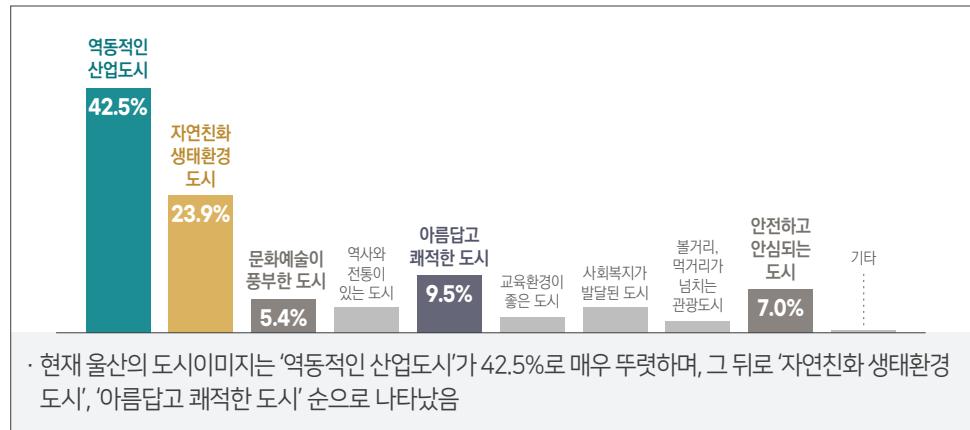 역동적인
산업도시
42.5%
자연친화
생태환경
도시
23.9%
문화예술이
풍부한 도시
5.4%
역사와
전통이
있는 도시
아름답고
쾌적한 도시
9.5%
교육환경이
좋은 도시
사회복지가
발달된 도시
볼거리,
먹거리가
넘치는
관광도시
안전하고
안심되는
도시
7.0%
기타
· 현재 울산의 도시이미지는 ‘역동적인 산업도시’가 42.5%로 매우 뚜렷하며, 그 뒤로 ‘자연친화 생태환경
도시’, ‘아름답고 쾌적한 도시’ 순으로 나타났음